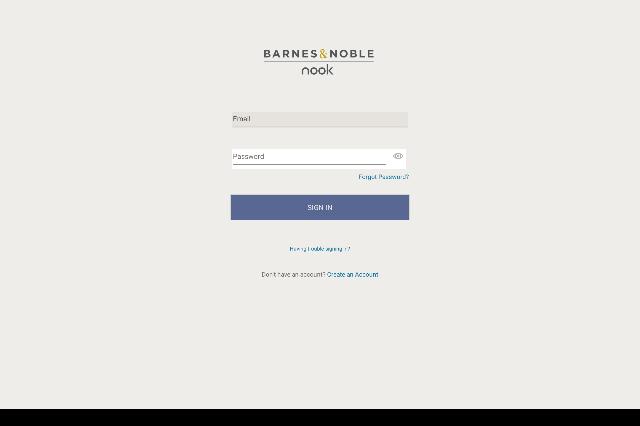 BARNES&NOBLE
nook
Email
Password
Forgot Password?
SIGN IN
Having trouble signing in?
Don't have an account? Create an Account